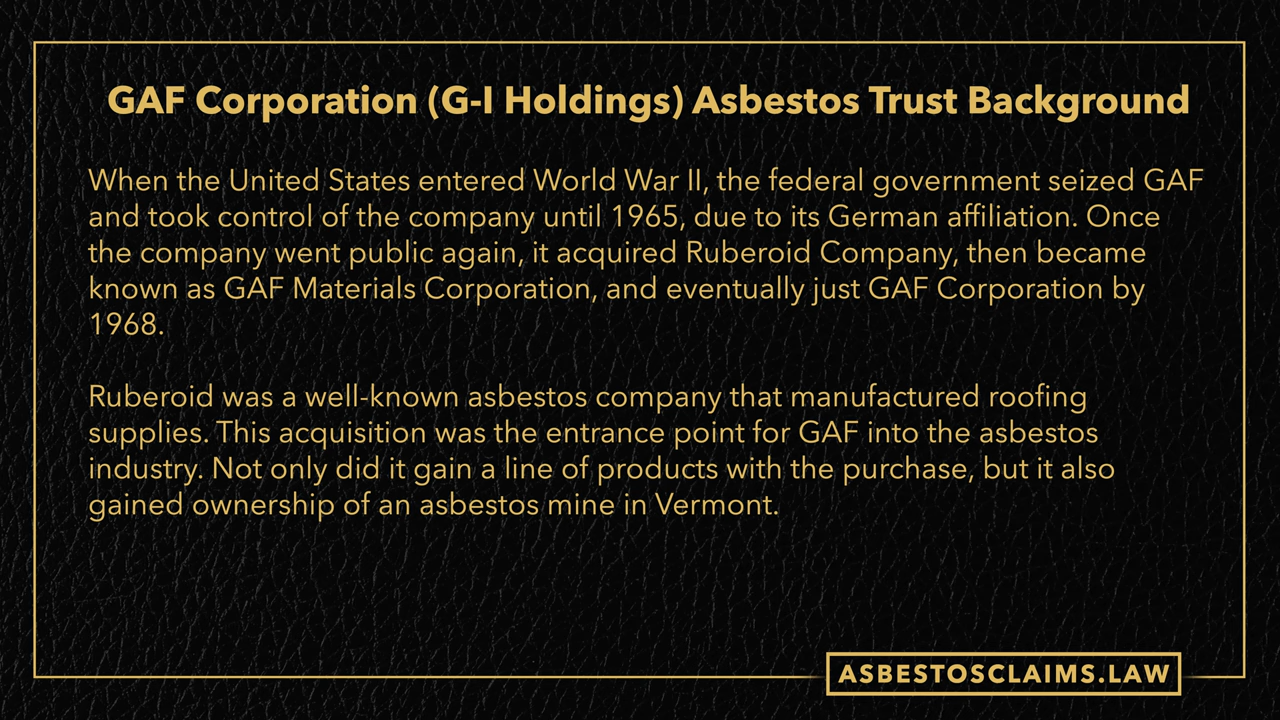 GAF Corporation (G-I Holdings) Asbestos Trust Background
When the United States entered World War II, the federal government seized GAF
and took control of the company until 1965, due to its German affiliation. Once
the company went public again, it acquired Ruberoid Company, then became
known as GAF Materials Corporation, and eventually just GAF Corporation by
1968.
Ruberoid was a well-known asbestos company that manufactured roofing
supplies. This acquisition was the entrance point for GAF into the asbestos
industry. Not only did it gain a line of products with the purchase, but it also
gained ownership of an asbestos mine in Vermont.
ASBESTOSCLAIMS.LAW